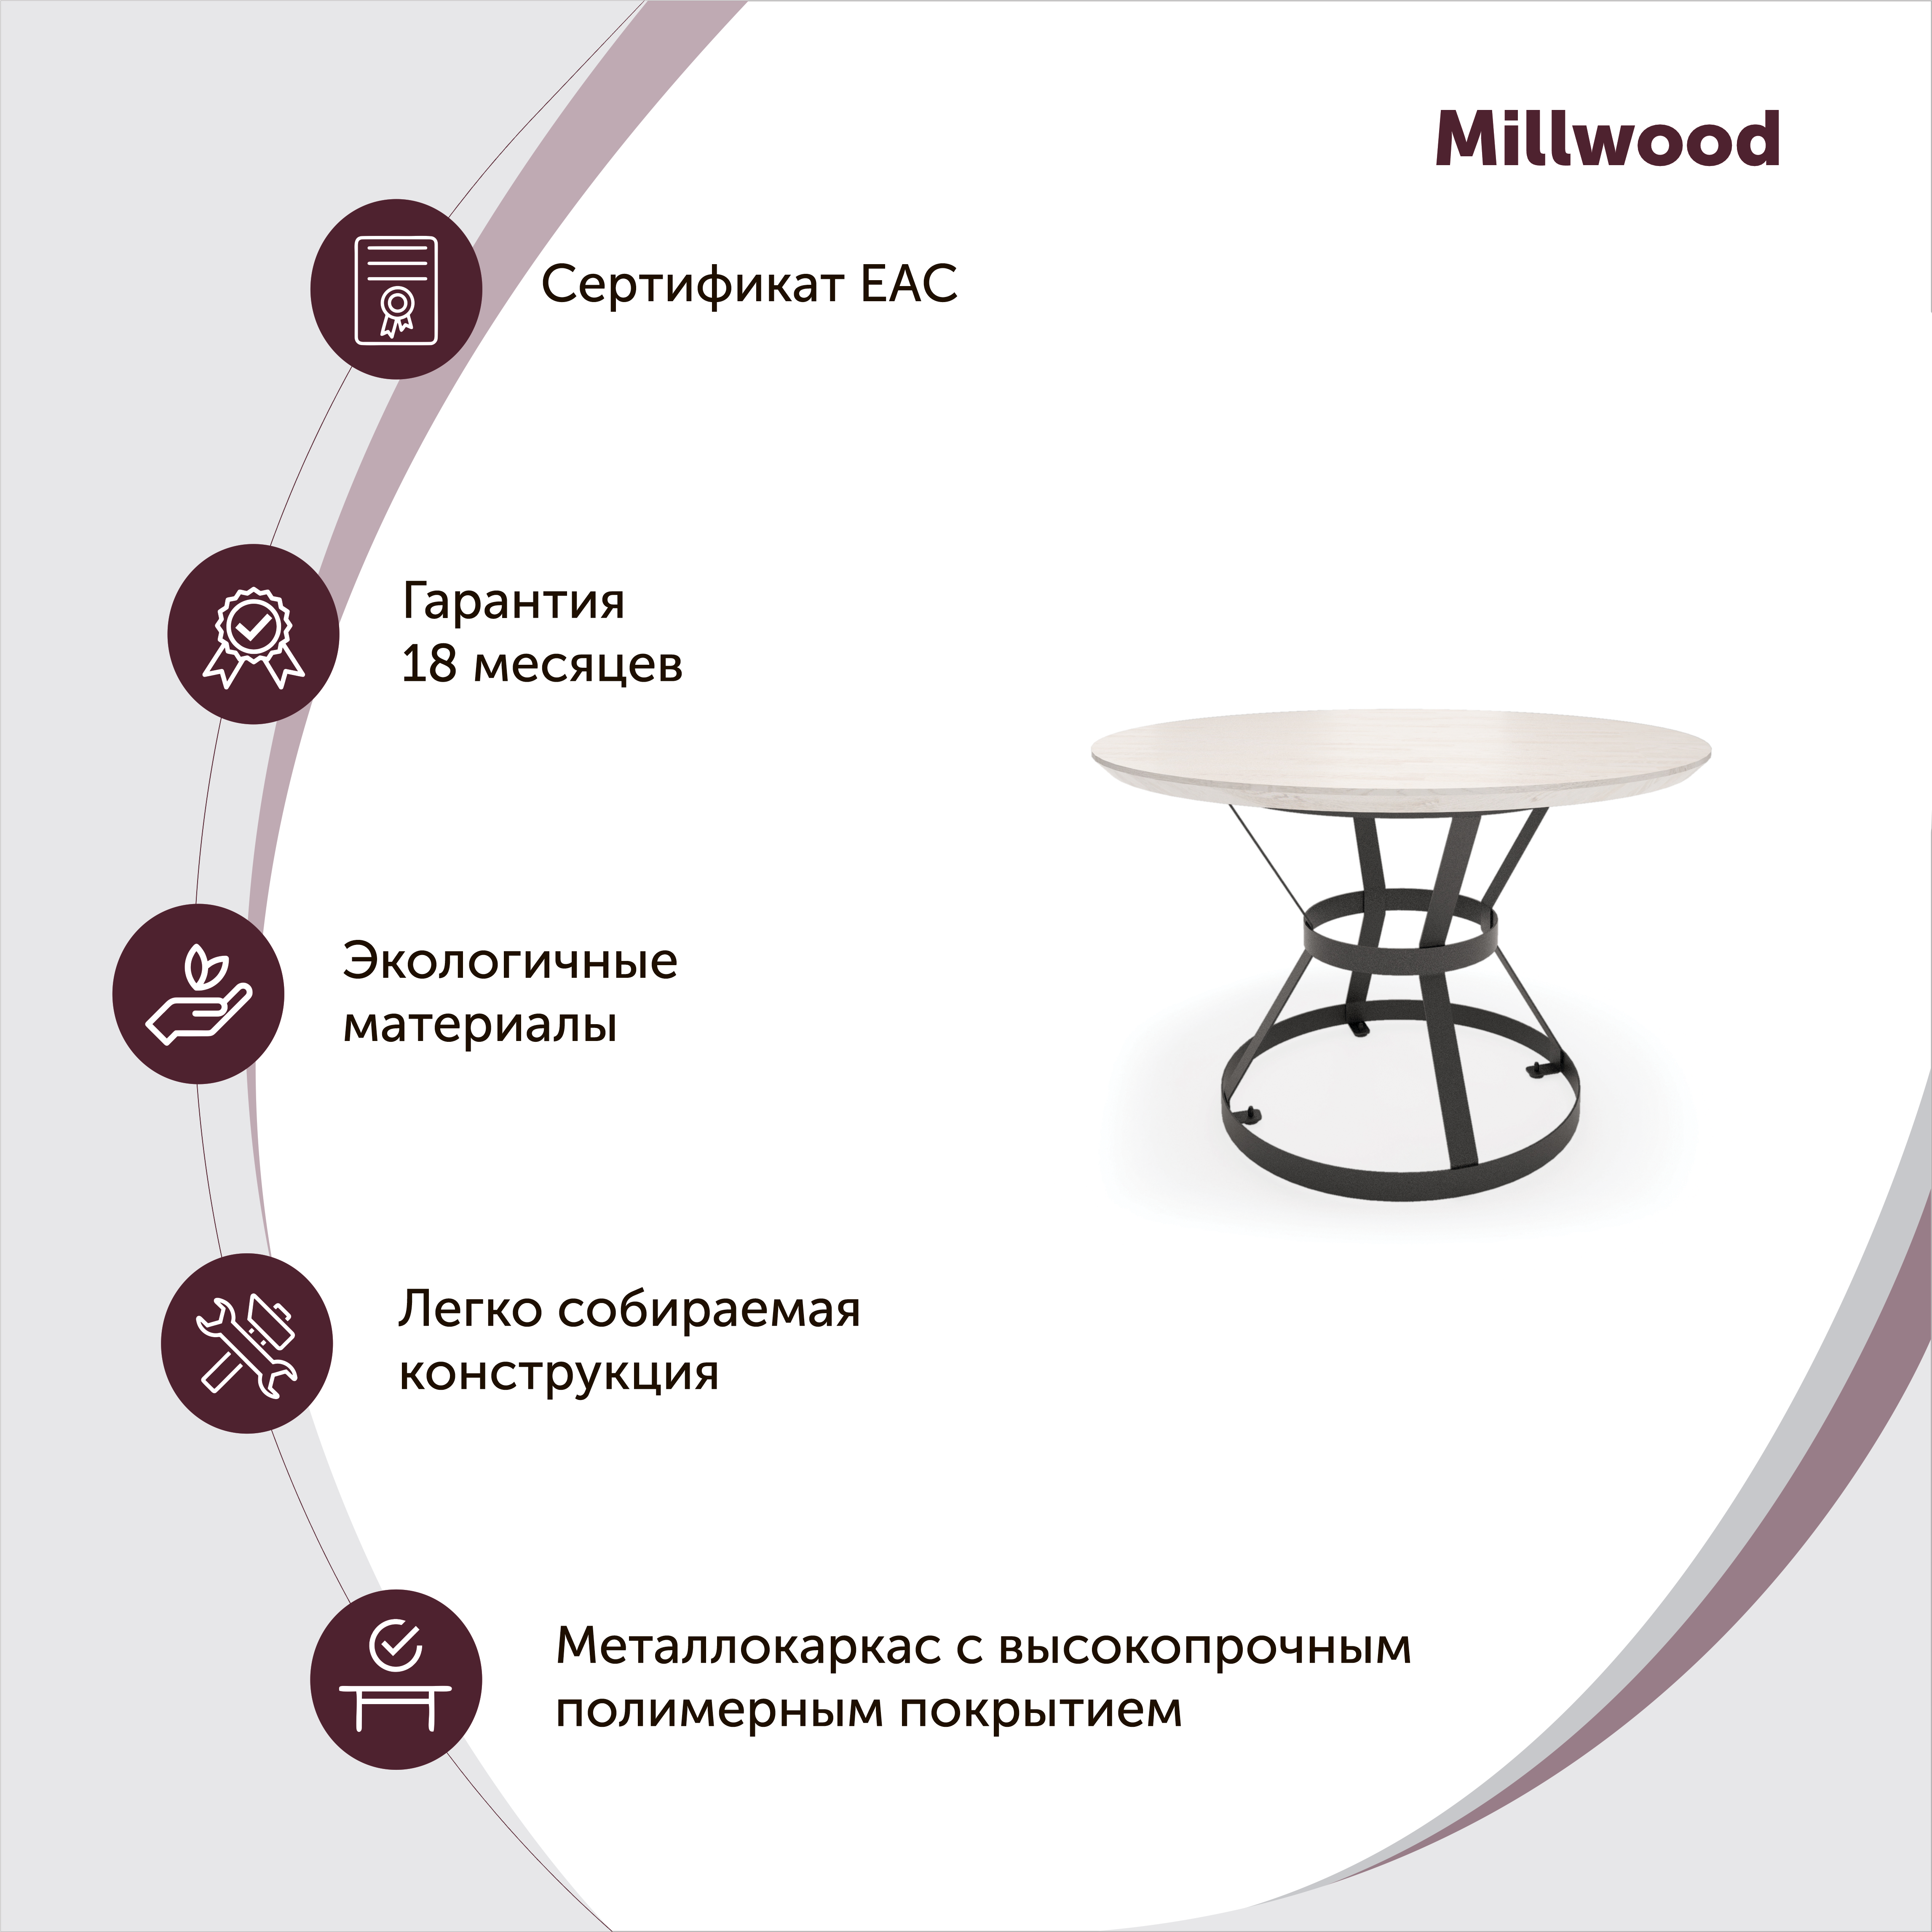 Millwood
Сертификат ЕАС
Гарантия
18 месяцев
Экологичные
материалы
Легко собираемая
конструкция
Металлокаркас с высокопрочным
полимерным покрытием